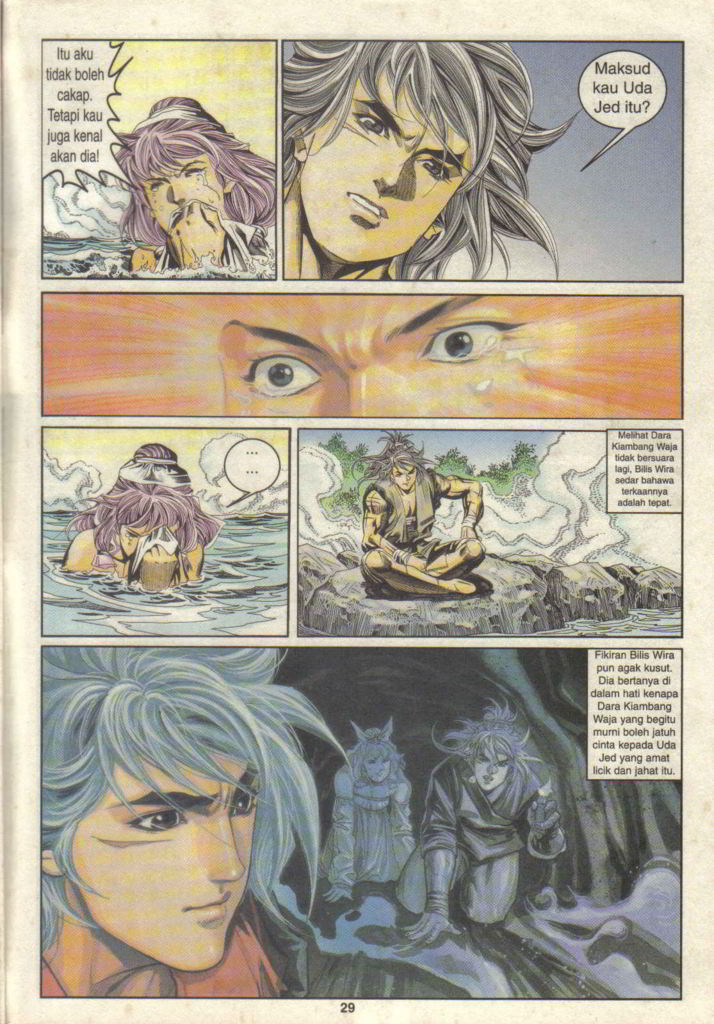 Itu aku
tidak boleh
cakap.
Tetapi kau
juga kenal
akan dia!
Maksud
kau Uda
Jed itu?
...
...
Melihat Dara
Kiambang Waja
tidak bersuara
lagi, Bilis Wira
sedar bahawa
terkaannya
adalah tepat.
Fikiran Bilis Wira
pun agak kusut.
Dia bertanya di
dalam hati kenapa
Dara Kiambang
Waja yang begitu
murni boleh jatuh
cinta kepada Uda
Jed yang amat
licik dan jahat itu.
29